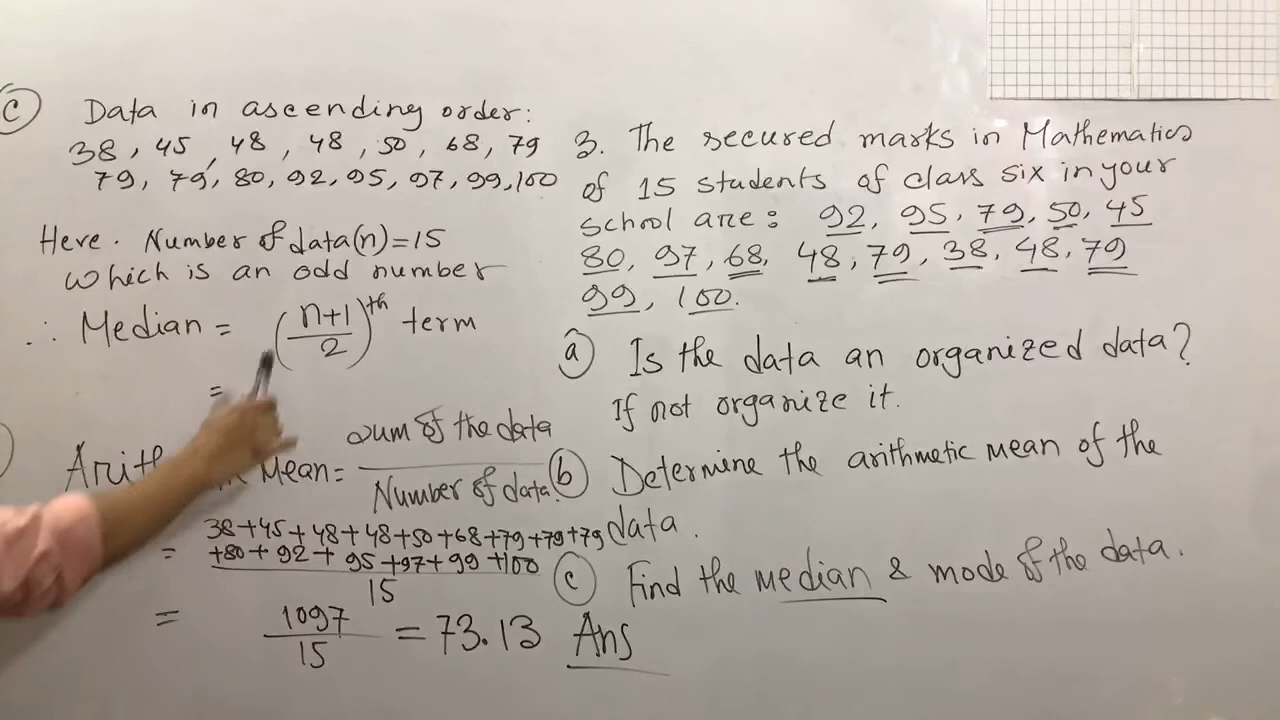 C Data in ascending order:
38, 45, 48, 48, 50, 68, 79
79, 79, 80, 92, 95, 97, 99, 100
Here. Number of data(n)=15
Which is an odd number
∴ Median = (n+1/2)th term
=
Arith Mean = Sum of the data / Number of data
= 38+45+48+48+50+68+79+79+79
+80+92+95+97+99+100
15
= 1097/15 = 73.13 Ans
3. The secured marks in Mathematics
of 15 students of class six in your
school are: 92, 95, 79, 50, 45
80, 97, 68, 48, 79, 38, 48, 79
99, 100.
a Is the data an organized data?
If not organize it.
b Determine the arithmetic mean of the
data.
c Find the median & mode of the data.